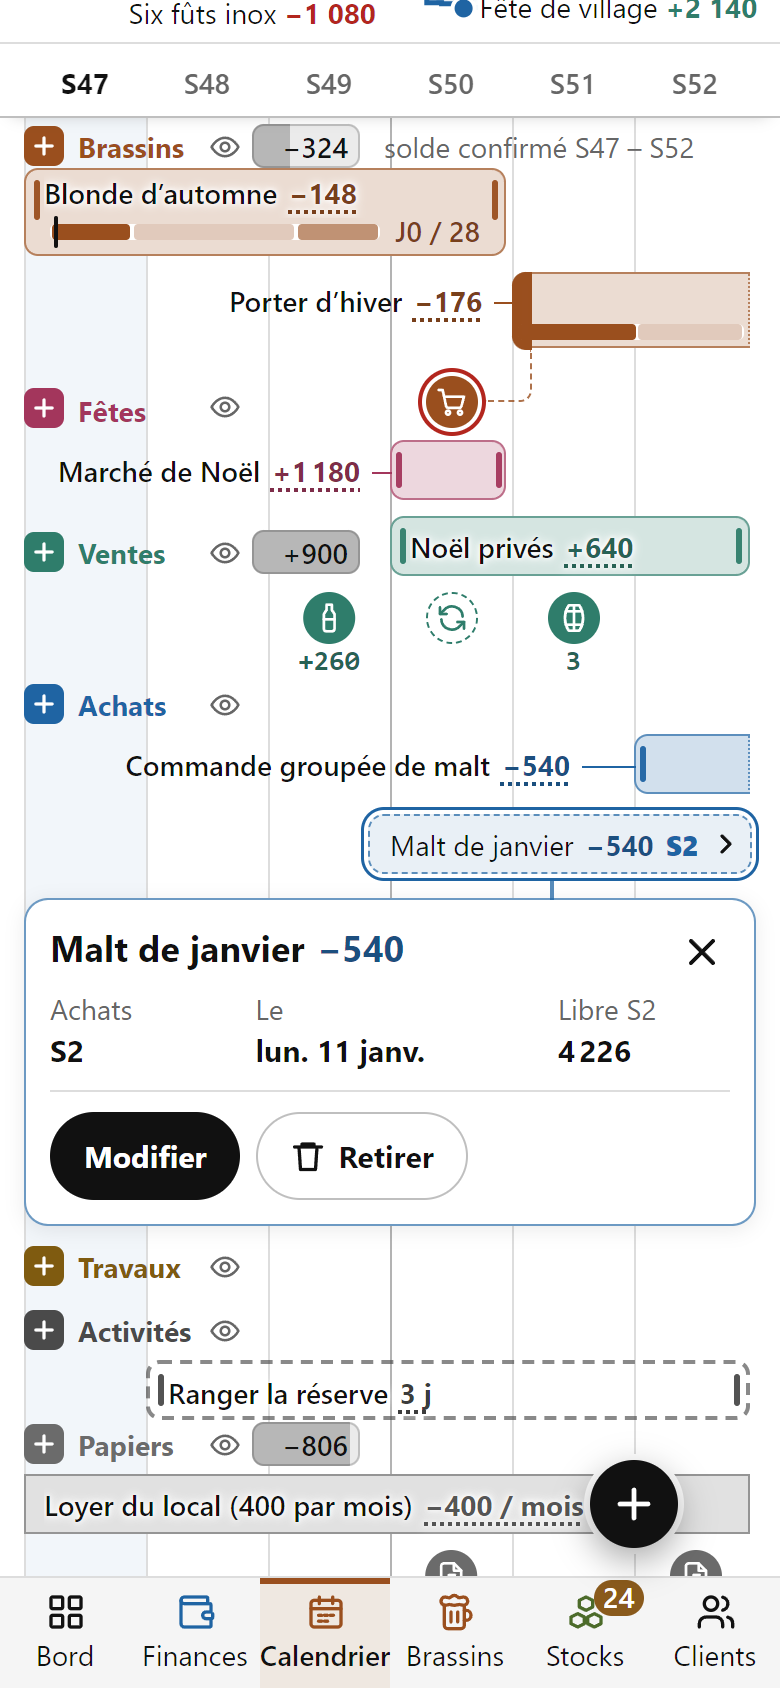 Six fûts inox −1 080
Fête de village +2 140
S47 S48 S49 S50 S51 S52
Brassins −324 solde confirmé S47 – S52
Blonde d’automne −148
J0 / 28
Porter d’hiver −176
Fêtes
Marché de Noël +1 180
Ventes +900 Noël privés +640
+260 3
Achats
Commande groupée de malt −540
Malt de janvier −540 S2
Malt de janvier −540
Achats Le Libre S2
S2 lun. 11 janv. 4 226
Modifier Retirer
Travaux
Activités
Ranger la réserve 3 j
Papiers −806
Loyer du local (400 par mois) −400 / mois
24
Bord Finances Calendrier Brassins Stocks Clients